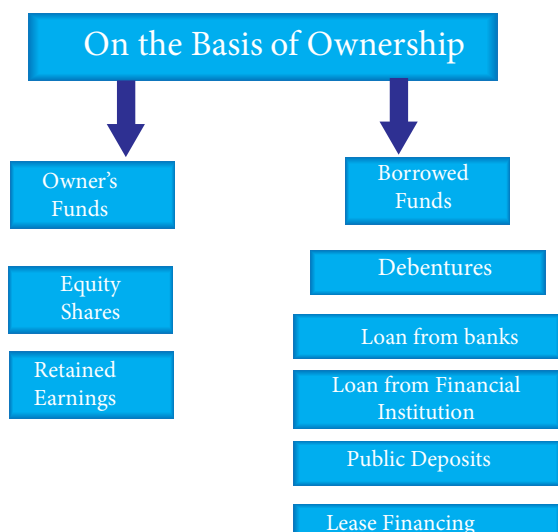 On the Basis of Ownership
Owner's
Funds
Equity
Shares
Retained
Earnings
Borrowed
Funds
Debentures
Loan from banks
Loan from Financial
Institution
Public Deposits
Lease Financing